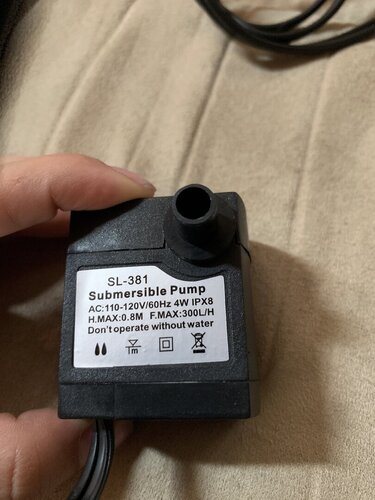 SL-381
Submersible Pump
AC:110-120V/60Hz 4W IPX8
H.MAX:0.8M F.MAX:300L/H
Don't operate without water
1m